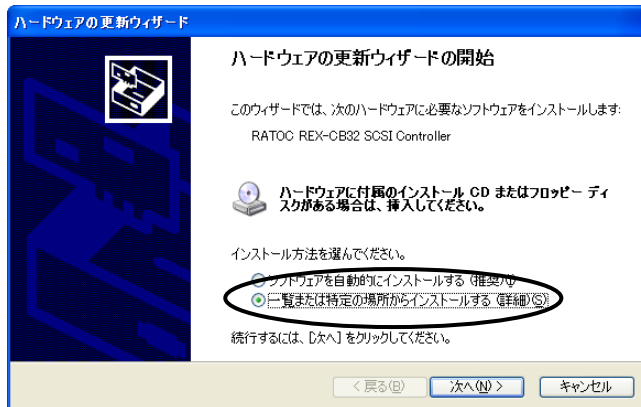 ハードウェアの更新ウィザード
ハードウェアの更新ウィザードの開始
このウィザードでは、次のハードウェアに必要なソフトウェアをインストールします:
RATOC REX-CB32 SCSI Controller
ハードウェアに付属のインストール CD またはフロッピー ディ
スクがある場合は、挿入してください。
インストール方法を選んでください。
ソフトウェアを自動的にインストールする (推奨)(I)
一覧または特定の場所からインストールする (詳細)(S)
続行するには、[次へ] をクリックしてください。
< 戻る(B)
次へ(N) >
キャンセル